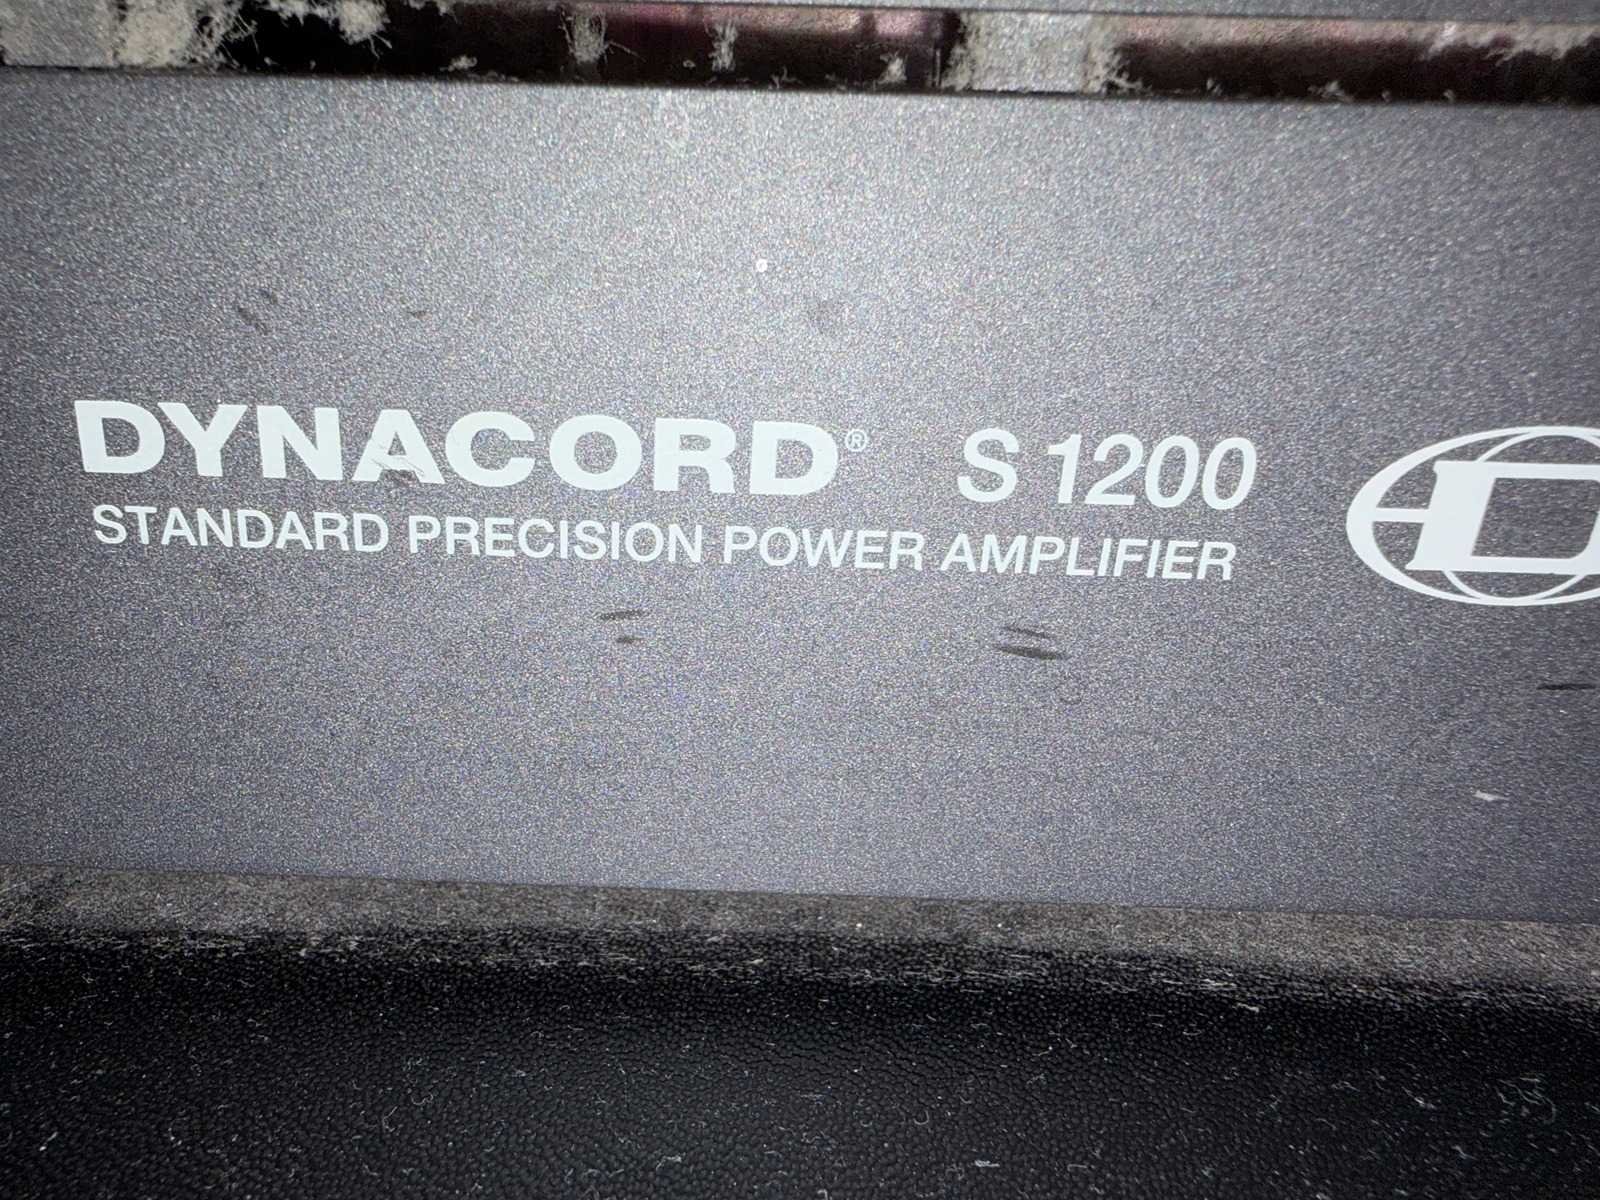 DYNACORD® S 1200
STANDARD PRECISION POWER AMPLIFIER
D